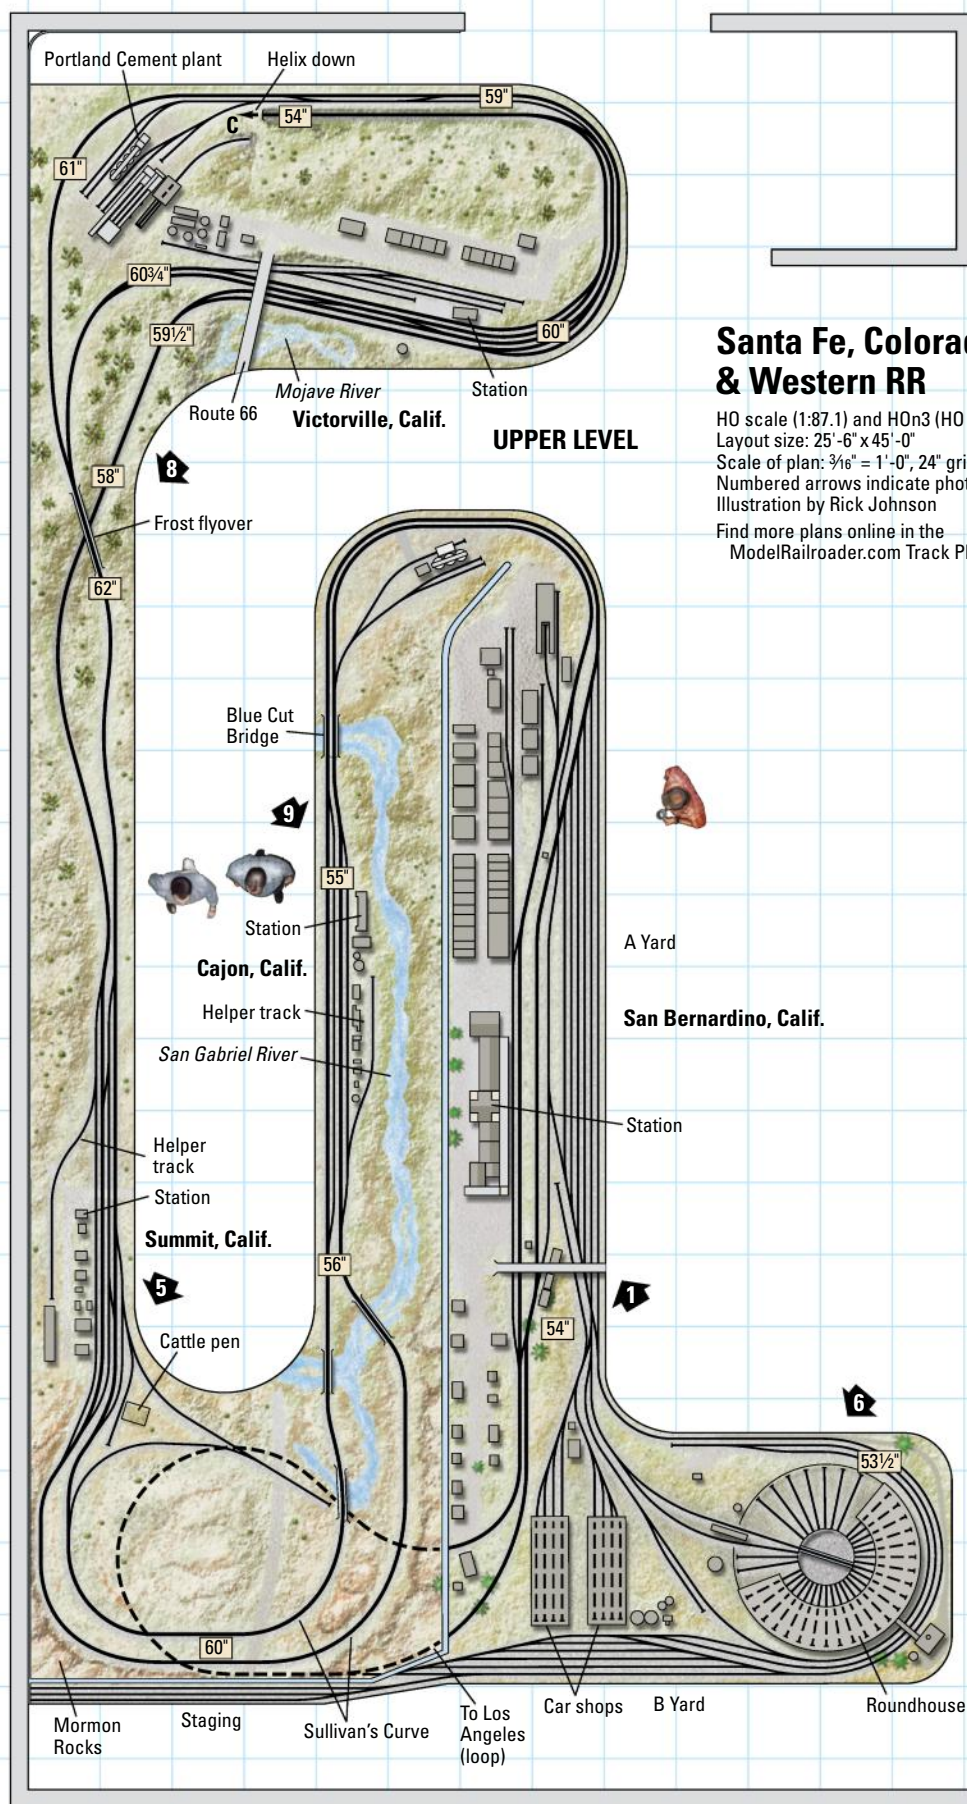 Portland Cement plant
Helix down
59"
C
54"
61"
60¾"
59½"
60"
Mojave River
Station
Route 66
Victorville, Calif.
UPPER LEVEL
Santa Fe, Colorad
& Western RR
HO scale (1:87.1) and HOn3 (HO
Layout size: 25'-6" x 45'-0"
Scale of plan: 3⁄16" = 1'-0", 24" gri
Numbered arrows indicate phot
Illustration by Rick Johnson
Find more plans online in the
ModelRailroader.com Track Pl
8
58"
Frost flyover
62"
Blue Cut
Bridge
9
55"
Station
Cajon, Calif.
A Yard
Helper track
San Bernardino, Calif.
San Gabriel River
Station
Helper
track
Station
Summit, Calif.
56"
5
1
54"
Cattle pen
6
53½"
60"
Mormon
Rocks
Staging
Sullivan's Curve
To Los
Angeles
(loop)
Car shops
B Yard
Roundhouse